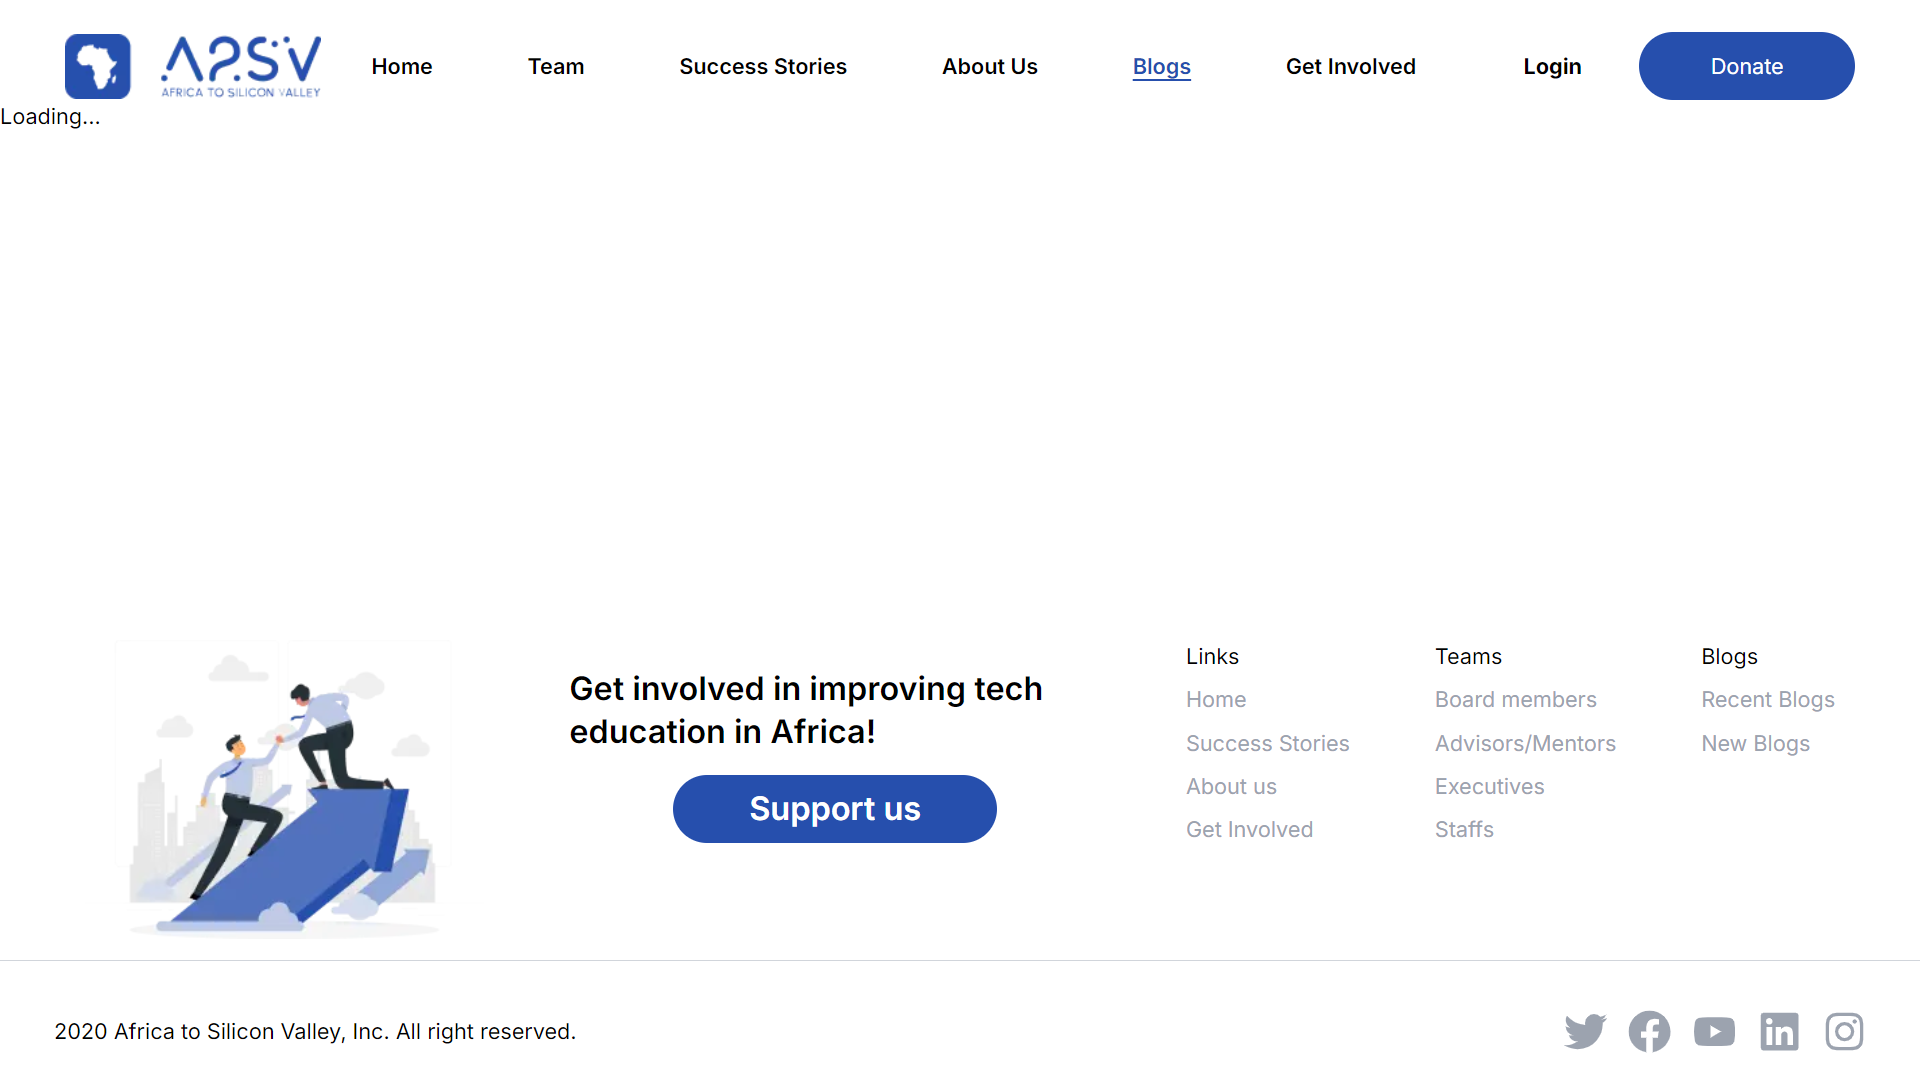 A2SV
AFRICA TO SILICON VALLEY
Home
Team
Success Stories
About Us
Blogs
Get Involved
Login
Donate
Loading...
Get involved in improving tech
education in Africa!
Support us
Links
Home
Success Stories
About us
Get Involved
Teams
Board members
Advisors/Mentors
Executives
Staffs
Blogs
Recent Blogs
New Blogs
2020 Africa to Silicon Valley, Inc. All right reserved.